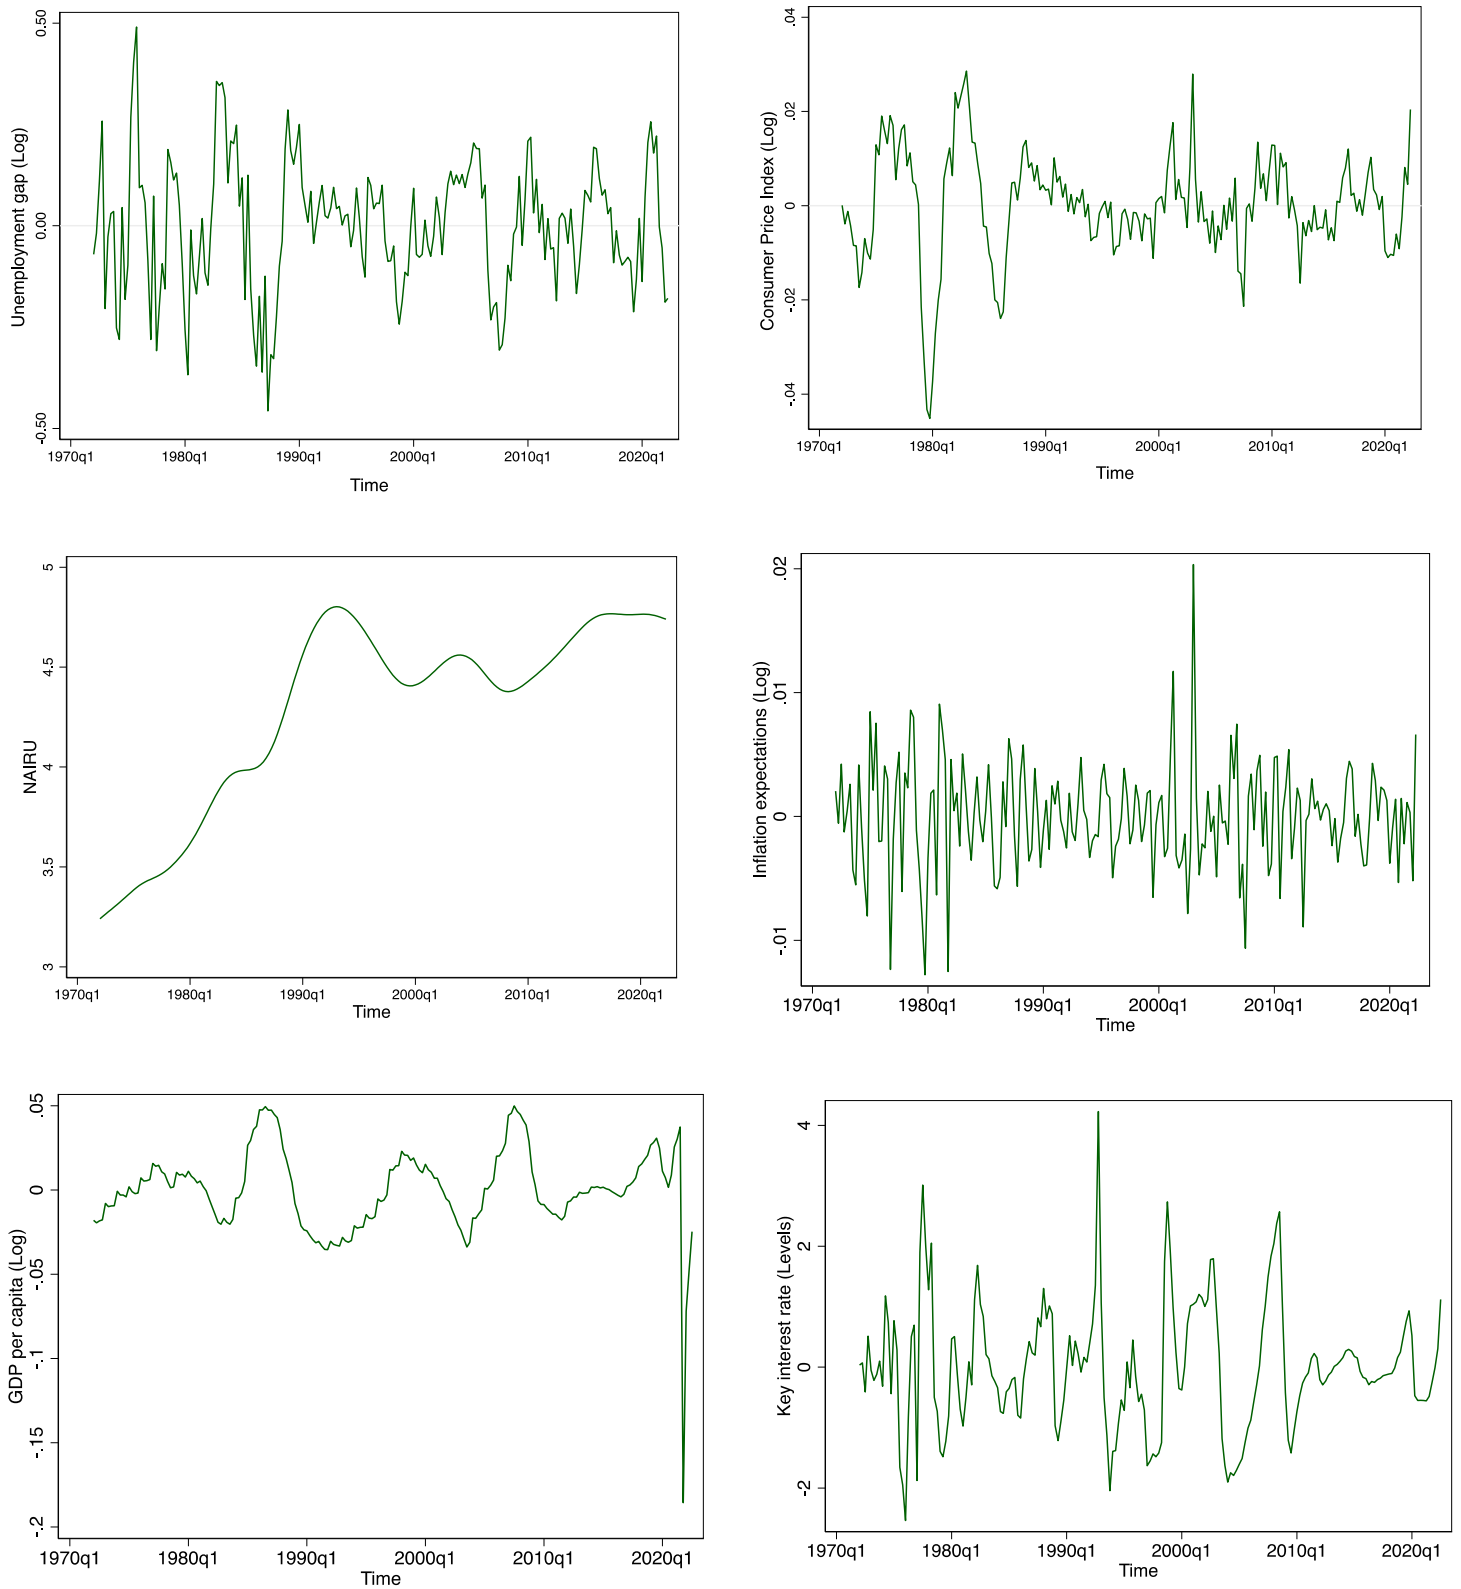 Unemployment gap (Log)
0.50
0.00
-0.50
1970q1 1980q1 1990q1 2000q1 2010q1 2020q1
Time
Consumer Price Index (Log)
.04
.02
0
-.02
-.04
1970q1 1980q1 1990q1 2000q1 2010q1 2020q1
Time
NAIRU
5
4.5
4
3.5
3
1970q1 1980q1 1990q1 2000q1 2010q1 2020q1
Time
Inflation expectations (Log)
.02
.01
0
-.01
1970q1 1980q1 1990q1 2000q1 2010q1 2020q1
Time
GDP per capita (Log)
.05
0
-.05
-.1
-.15
-.2
1970q1 1980q1 1990q1 2000q1 2010q1 2020q1
Time
Key interest rate (Levels)
4
2
0
-2
1970q1 1980q1 1990q1 2000q1 2010q1 2020q1
Time